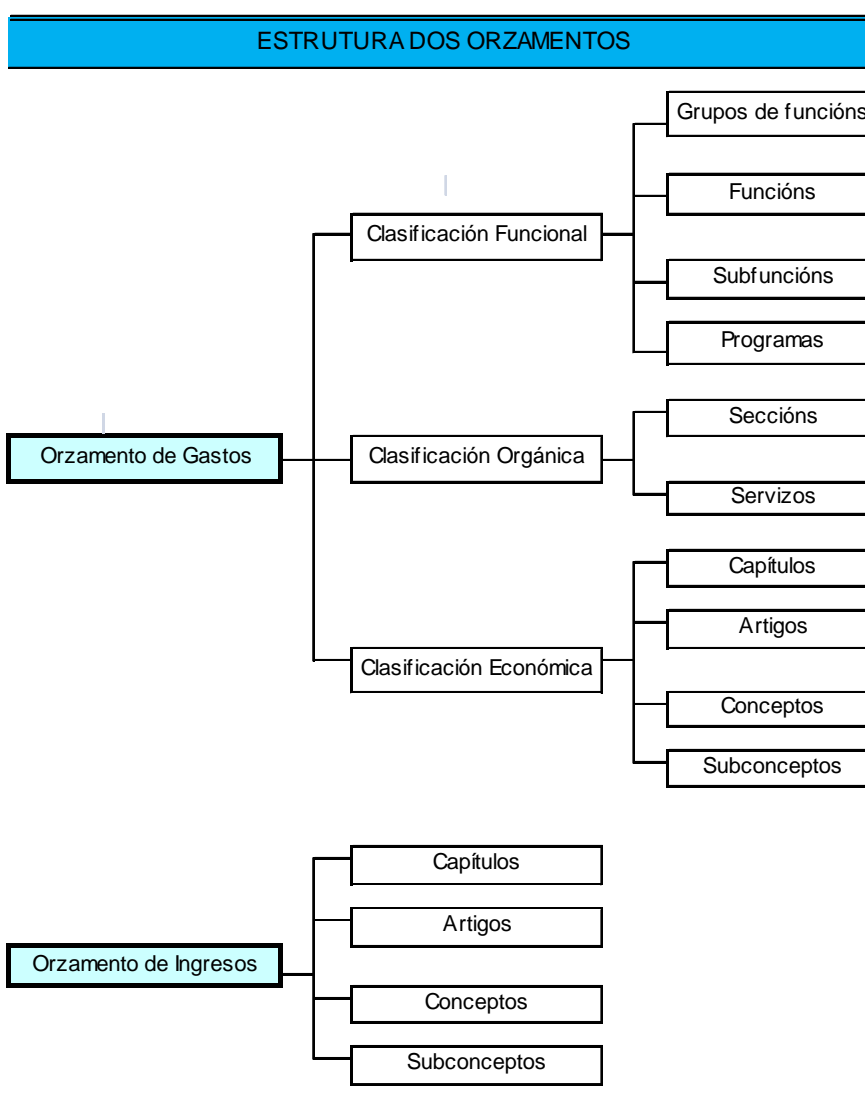 ESTRUTURA DOS ORZAMENTOS
Grupos de funcións
Funcións
Clasificación Funcional
Subfuncións
Programas
Seccións
Orzamento de Gastos
Clasificación Orgánica
Servizos
Capítulos
Artigos
Clasificación Económica
Conceptos
Subconceptos
Capítulos
Artigos
Orzamento de Ingresos
Conceptos
Subconceptos